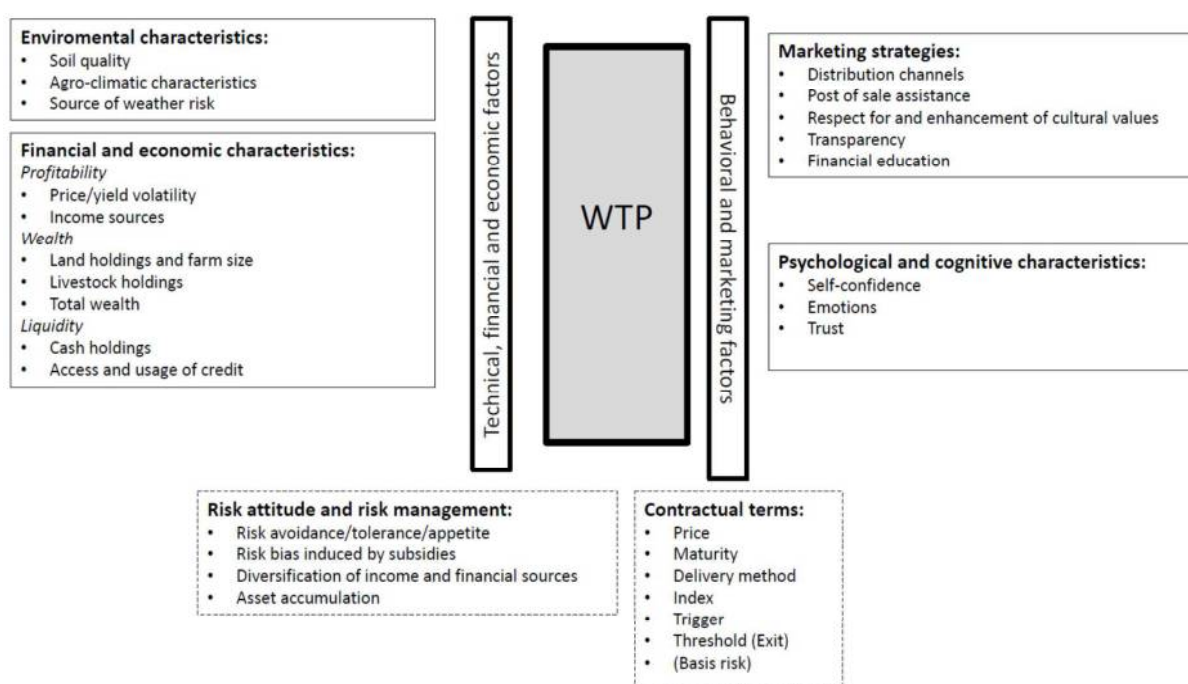 Enviromental characteristics:
• Soil quality
• Agro-climatic characteristics
• Source of weather risk
Financial and economic characteristics:
Profitability
• Price/yield volatility
• Income sources
Wealth
• Land holdings and farm size
• Livestock holdings
• Total wealth
Liquidity
• Cash holdings
• Access and usage of credit
Technical, financial and economic factors
WTP
Behavioral and marketing factors
Marketing strategies:
• Distribution channels
• Post of sale assistance
• Respect for and enhancement of cultural values
• Transparency
• Financial education
Psychological and cognitive characteristics:
• Self-confidence
• Emotions
• Trust
Risk attitude and risk management:
• Risk avoidance/tolerance/appetite
• Risk bias induced by subsidies
• Diversification of income and financial sources
• Asset accumulation
Contractual terms:
• Price
• Maturity
• Delivery method
• Index
• Trigger
• Threshold (Exit)
• (Basis risk)